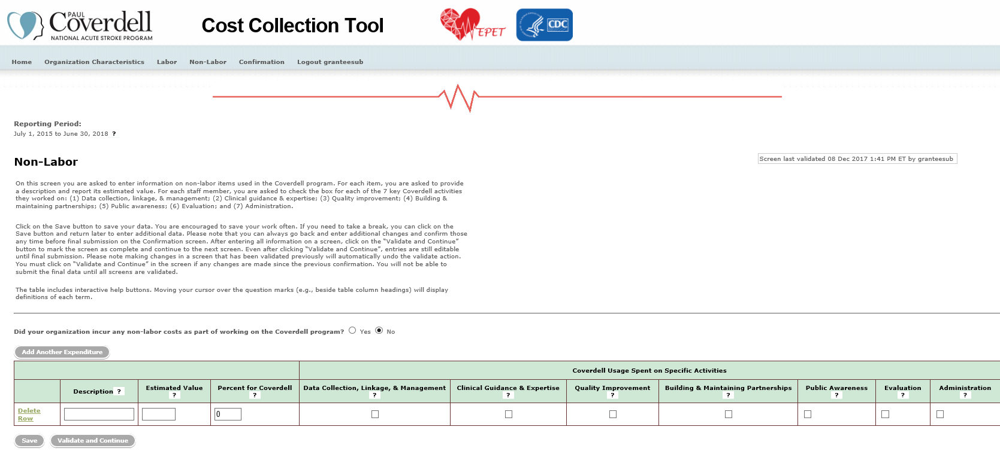 PAUL
Coverdell
NATIONAL ACUTE STROKE PROGRAM
Cost Collection Tool
EPET
CDC
Home Organization Characteristics Labor Non-Labor Confirmation Logout granteesub
Reporting Period:
July 1, 2015 to June 30, 2018 ?
Non-Labor
Screen last validated 08 Dec 2017 1:41 PM ET by granteesub
On this screen you are asked to enter information on non-labor items used in the Coverdell program. For each item, you are asked to provide
a description and report its estimated value. For each staff member, you are asked to check the box for each of the 7 key Coverdell activities
they worked on: (1) Data collection, linkage, & management; (2) Clinical guidance & expertise; (3) Quality improvement; (4) Building &
maintaining partnerships; (5) Public awareness; (6) Evaluation; and (7) Administration.
Click on the Save button to save your data. You are encouraged to save your work often. If you need to take a break, you can click on the
Save button and return later to enter additional data. Please note that you can always go back and enter additional changes and confirm those
any time before final submission on the Confirmation screen. After entering all information on a screen, click on the “Validate and Continue”
button to mark the screen as complete and continue to the next screen. Even after clicking “Validate and Continue”, entries are still editable
until final submission. Please note making changes in a screen that has been validated previously will automatically undo the validate action.
You must click on “Validate and Continue” in the screen if any changes are made since the previous confirmation. You will not be able to
submit the final data until all screens are validated.
The table includes interactive help buttons. Moving your cursor over the question marks (e.g., beside table column headings) will display
definitions of each term.
Did your organization incur any non-labor costs as part of working on the Coverdell program? Yes No
Add Another Expenditure
Coverdell Usage Spent on Specific Activities
Description ? Estimated Value ? Percent for Coverdell ? Data Collection, Linkage, & Management ? Clinical Guidance & Expertise ? Quality Improvement ? Building & Maintaining Partnerships ? Public Awareness ? Evaluation ? Administration ?
Delete
Row
0
Save Validate and Continue